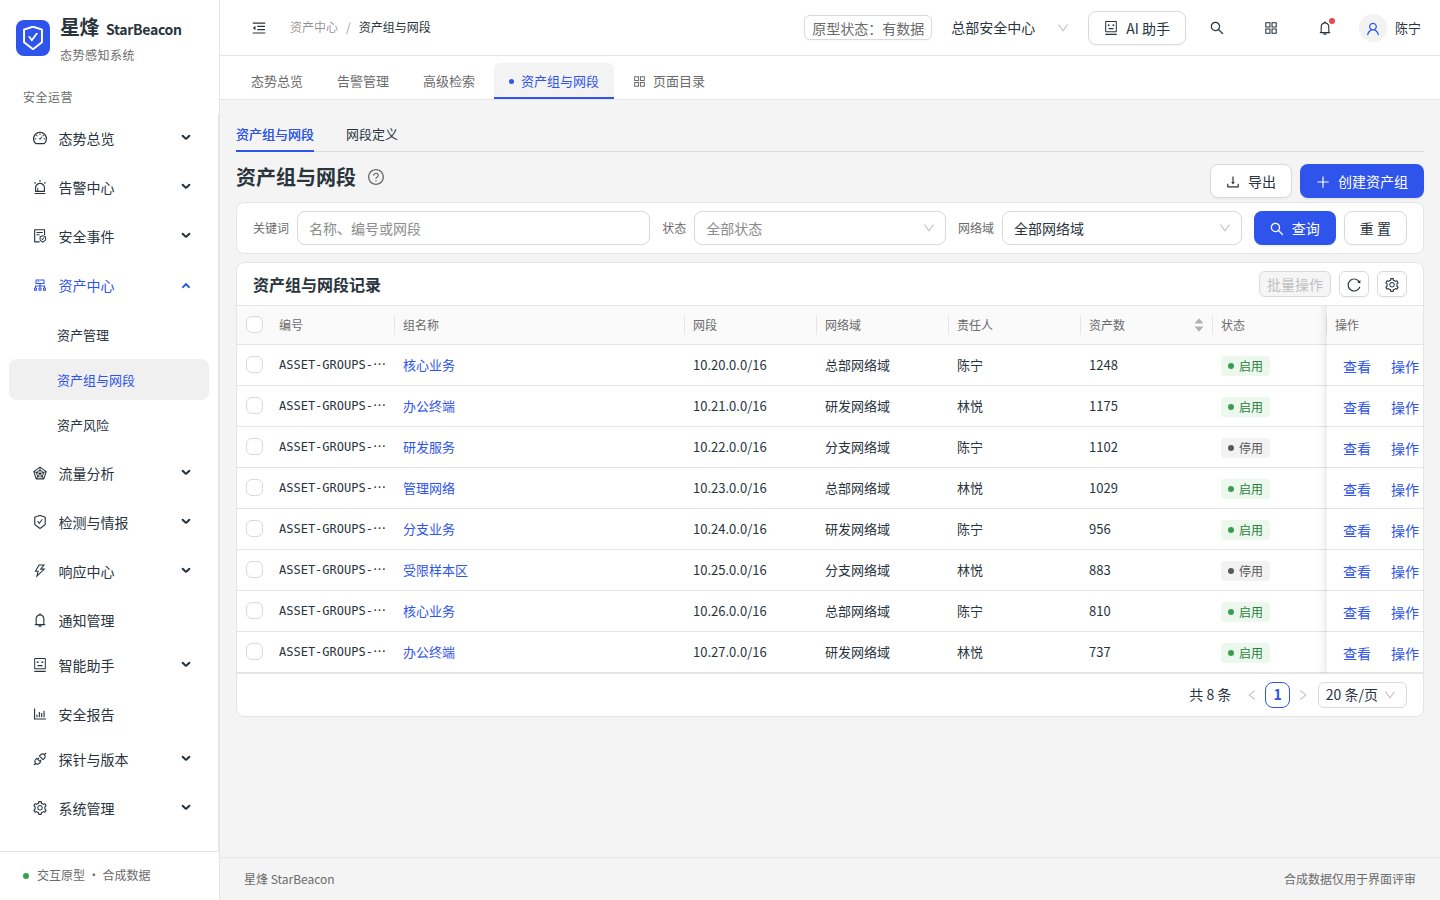 星烽 StarBeacon
态势感知系统
安全运营
态势总览
告警中心
安全事件
资产中心
资产管理
资产组与网段
资产风险
流量分析
检测与情报
响应中心
通知管理
智能助手
安全报告
探针与版本
系统管理
交互原型 · 合成数据
资产中心 / 资产组与网段
原型状态：有数据
总部安全中心
AI 助手
陈宁
态势总览 告警管理 高级检索 资产组与网段 页面目录
资产组与网段 网段定义
资产组与网段
导出 创建资产组
关键词 名称、编号或网段 状态 全部状态 网络域 全部网络域 查询 重 置
资产组与网段记录 批量操作
编号 组名称 网段 网络域 责任人 资产数 状态 操作
ASSET-GROUPS-··· 核心业务 10.20.0.0/16 总部网络域 陈宁 1248 启用 查看 操作
ASSET-GROUPS-··· 办公终端 10.21.0.0/16 研发网络域 林悦 1175 启用 查看 操作
ASSET-GROUPS-··· 研发服务 10.22.0.0/16 分支网络域 陈宁 1102 停用 查看 操作
ASSET-GROUPS-··· 管理网络 10.23.0.0/16 总部网络域 林悦 1029 启用 查看 操作
ASSET-GROUPS-··· 分支业务 10.24.0.0/16 研发网络域 陈宁 956 启用 查看 操作
ASSET-GROUPS-··· 受限样本区 10.25.0.0/16 分支网络域 林悦 883 停用 查看 操作
ASSET-GROUPS-··· 核心业务 10.26.0.0/16 总部网络域 陈宁 810 启用 查看 操作
ASSET-GROUPS-··· 办公终端 10.27.0.0/16 研发网络域 林悦 737 启用 查看 操作
共 8 条 < 1 > 20 条/页
星烽 StarBeacon
合成数据仅用于界面评审